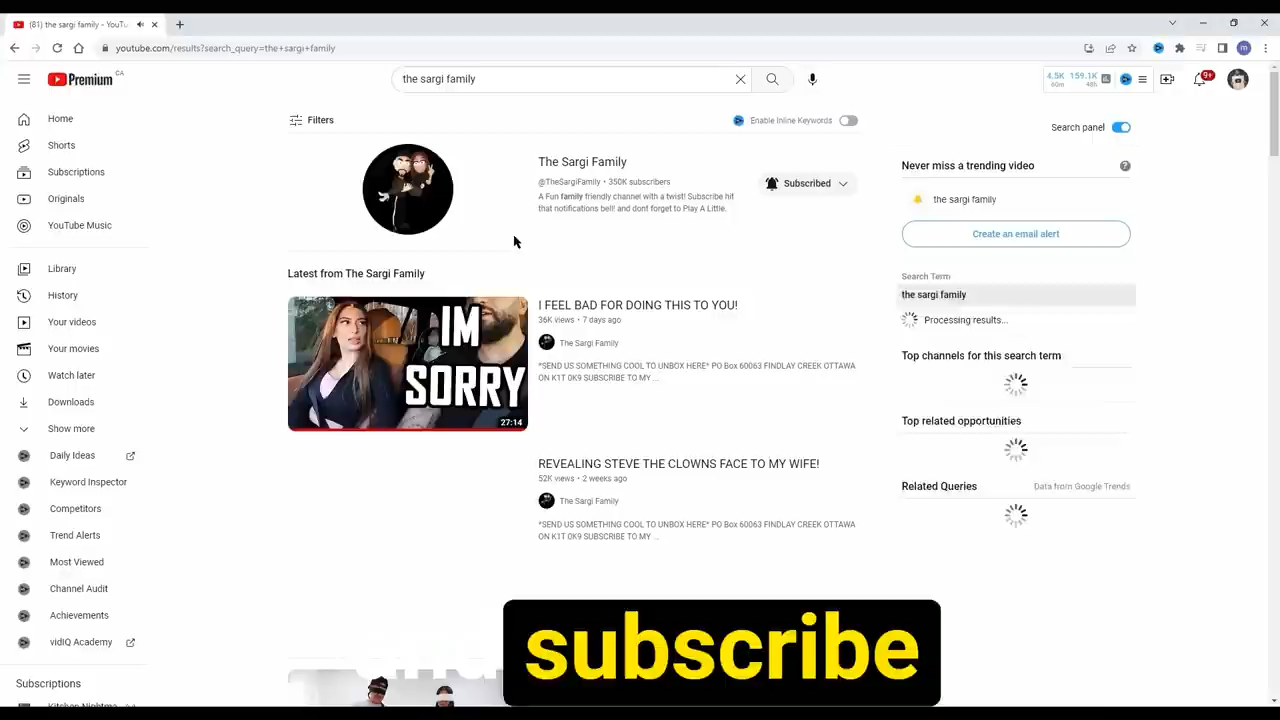 (81) the sargi family - YouTu
youtube.com/results?search_query=the+sargi+family
Premium CA
the sargi family
4.5K 159.1K
60m 48h
9+
m
Home
Shorts
Subscriptions
Originals
YouTube Music
Library
History
Your videos
Your movies
Watch later
Downloads
Show more
Daily Ideas
Keyword Inspector
Competitors
Trend Alerts
Most Viewed
Channel Audit
Achievements
vidIQ Academy
Subscriptions
Filters
Enable Inline Keywords
The Sargi Family
@TheSargiFamily • 350K subscribers
A Fun family friendly channel with a twist! Subscribe hit
that notifications bell! and dont forget to Play A Little.
Subscribed
Latest from The Sargi Family
IM
SORRY
27:14
I FEEL BAD FOR DOING THIS TO YOU!
36K views • 7 days ago
The Sargi Family
*SEND US SOMETHING COOL TO UNBOX HERE* PO Box 60063 FINDLAY CREEK OTTAWA
ON K1T 0K9 SUBSCRIBE TO MY ...
REVEALING STEVE THE CLOWNS FACE TO MY WIFE!
52K views • 2 weeks ago
The Sargi Family
*SEND US SOMETHING COOL TO UNBOX HERE* PO Box 60063 FINDLAY CREEK OTTAWA
ON K1T 0K9 SUBSCRIBE TO MY ...
Search panel
Never miss a trending video
the sargi family
Create an email alert
Search Term
the sargi family
Processing results...
Top channels for this search term
Top related opportunities
Related Queries
Data from Google Trends
and subscribe